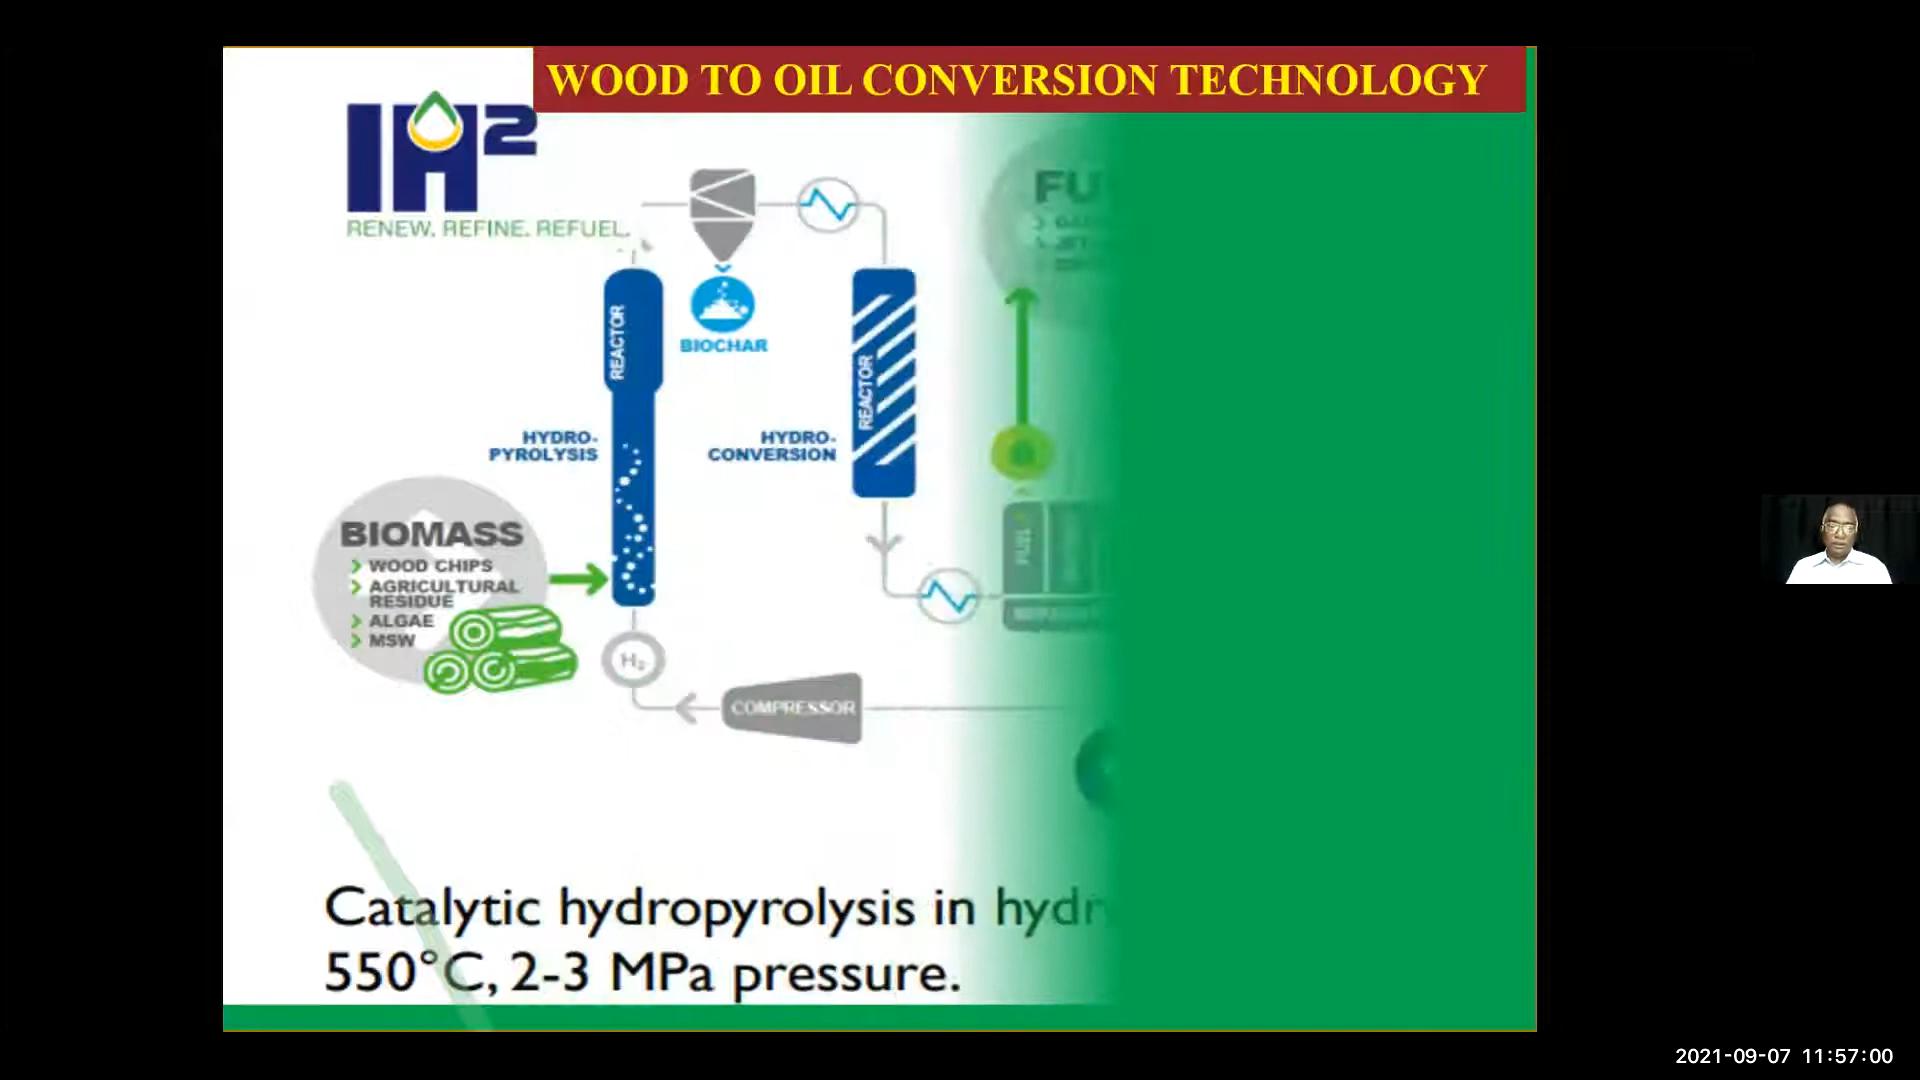 WOOD TO OIL CONVERSION TECHNOLOGY
IH²
RENEW. REFINE. REFUEL.
BIOCHAR
REACTOR
REACTOR
HYDRO-
PYROLYSIS
HYDRO-
CONVERSION
BIOMASS
WOOD CHIPS
AGRICULTURAL
RESIDUE
ALGAE
MSW
FUEL
H₂
COMPRESSOR
Catalytic hydropyrolysis in
550°C, 2-3 MPa pressure.
2021-09-07 11:57:00